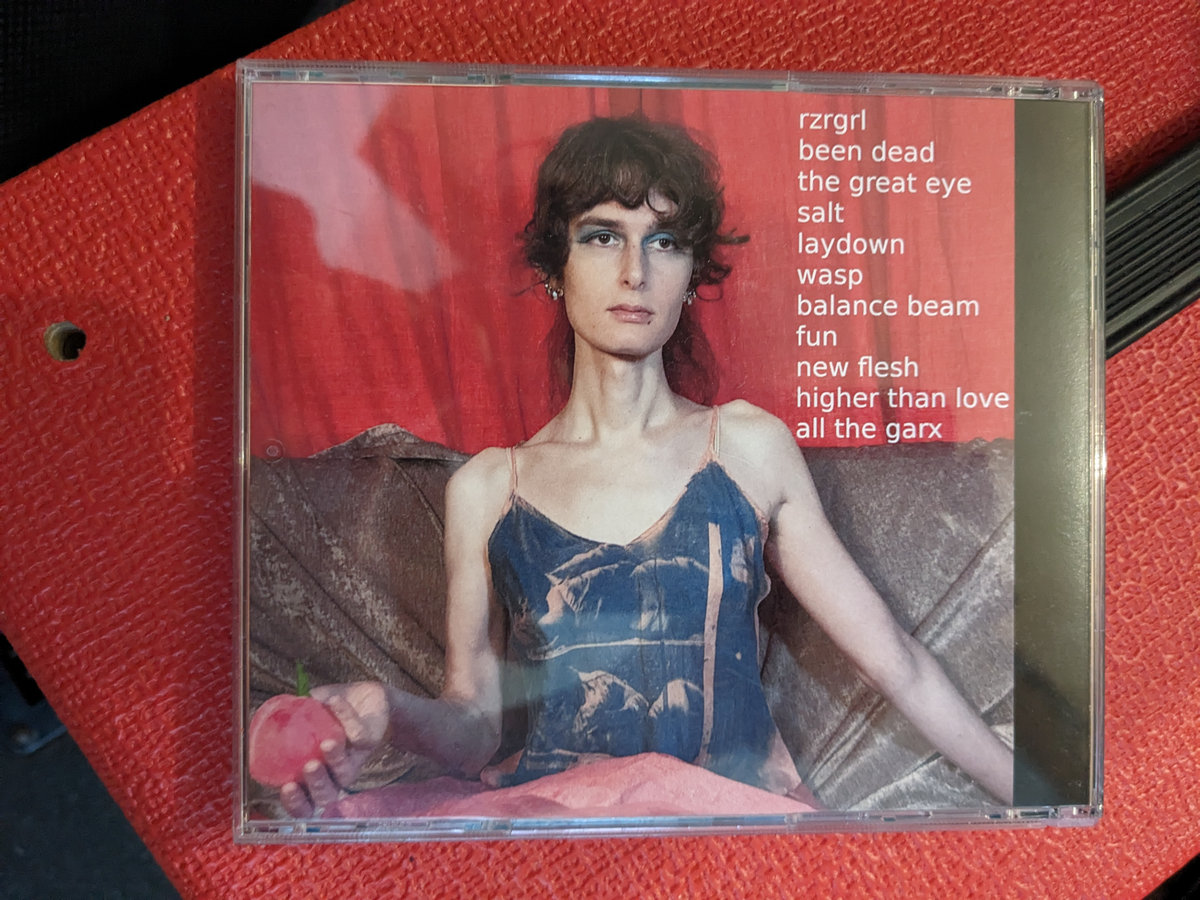 rzrgrl
been dead
the great eye
salt
laydown
wasp
balance beam
fun
new flesh
higher than love
all the garx